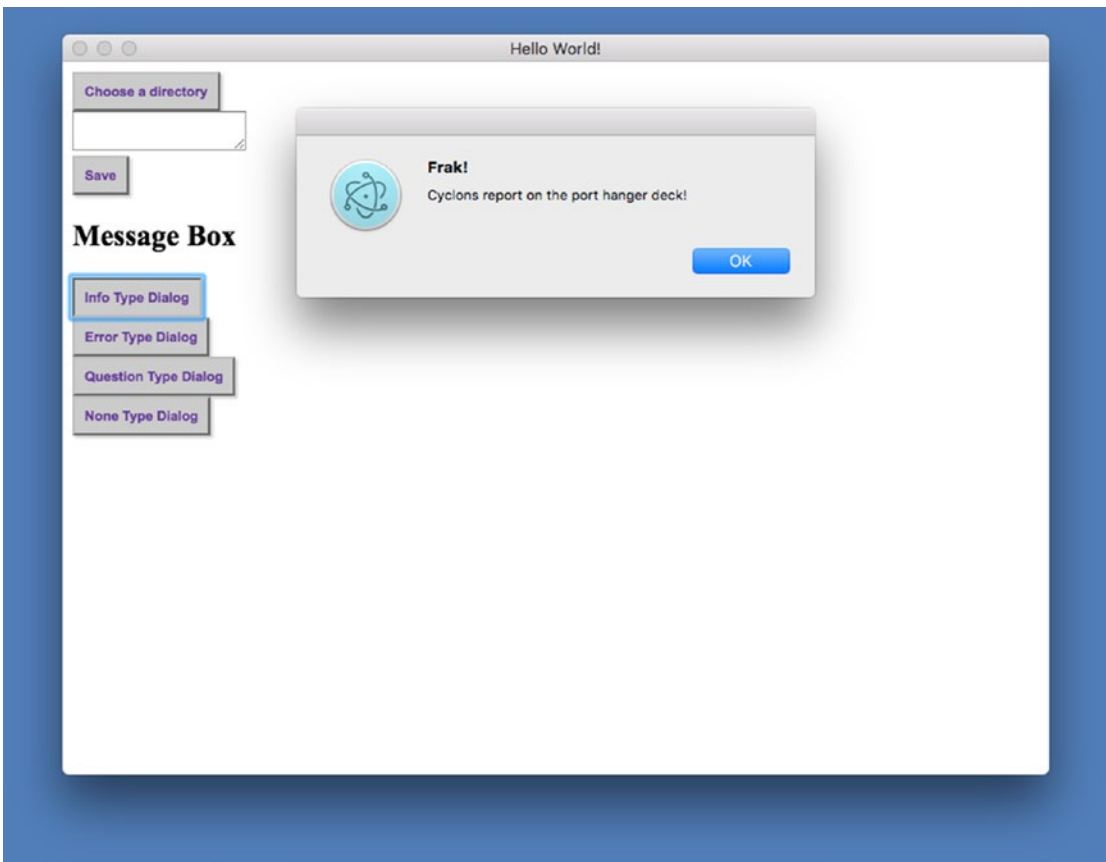 Hello World!
Choose a directory
Save
Message Box
Info Type Dialog
Error Type Dialog
Question Type Dialog
None Type Dialog
Frak!
Cyclons report on the port hanger deck!
OK